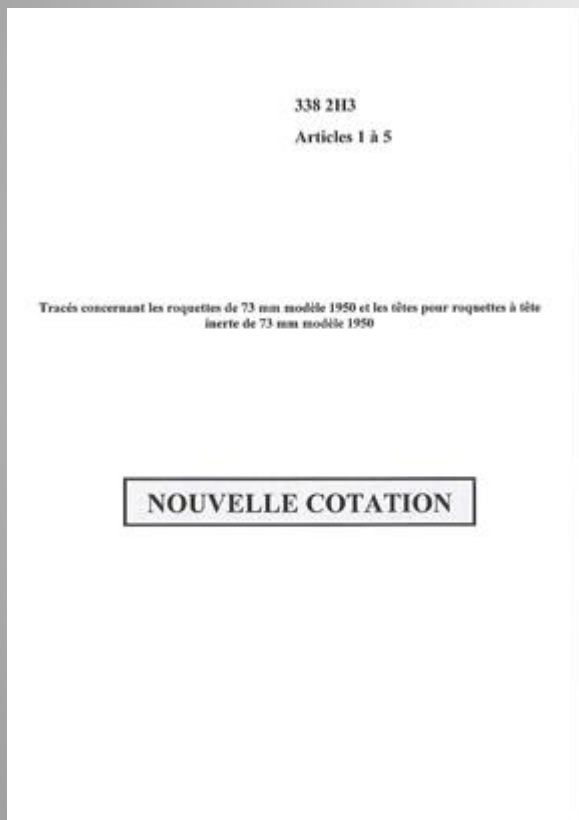 338 2H3
Articles 1 à 5
Tracés concernant les roquettes de 73 mm modèle 1950 et les têtes pour roquettes à tête
inerte de 73 mm modèle 1950
NOUVELLE COTATION